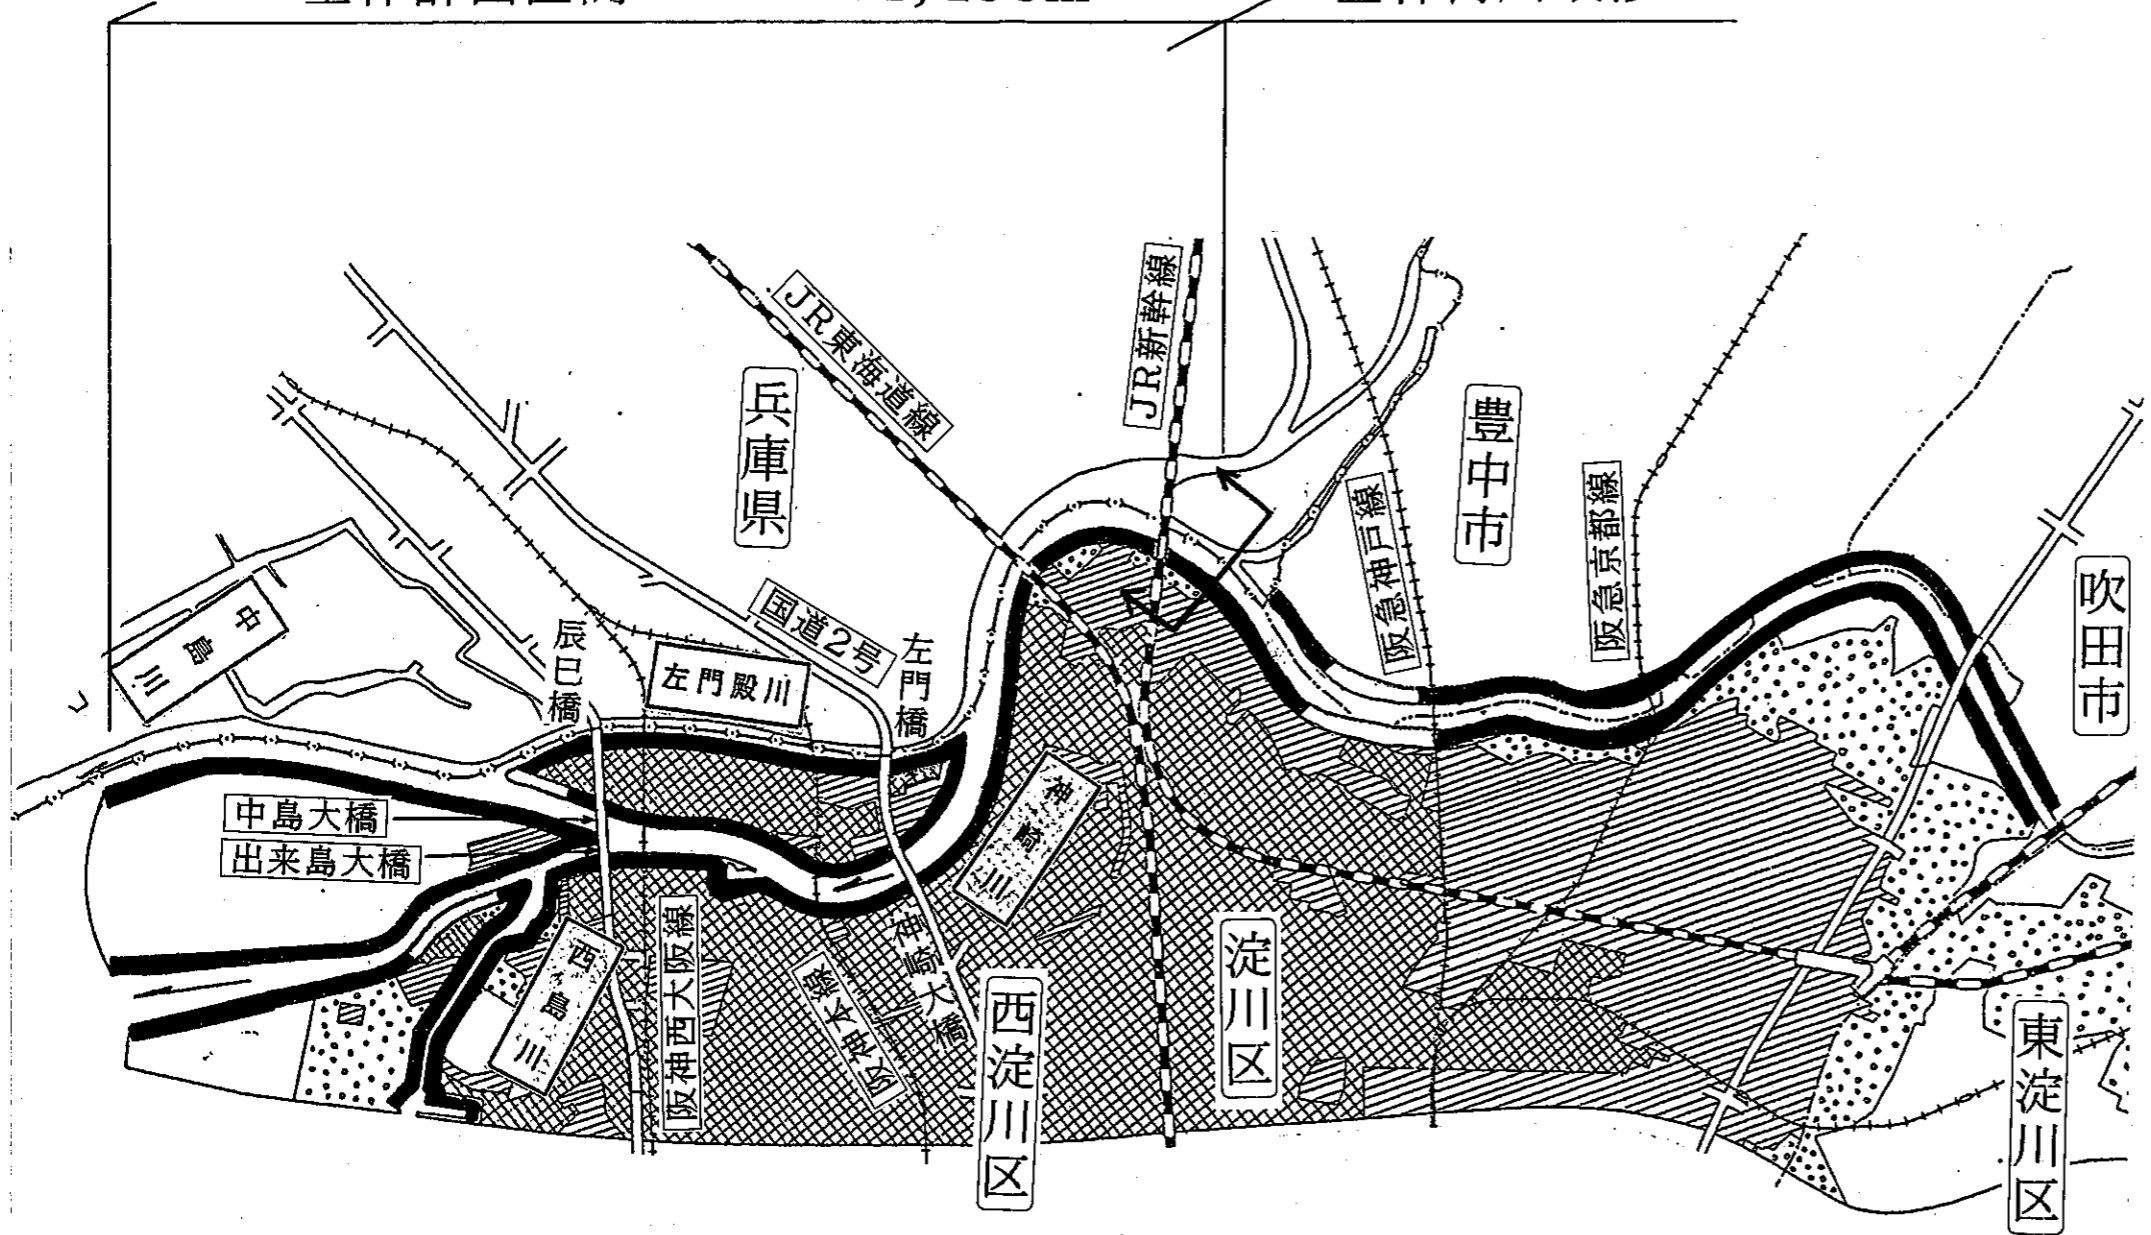 JR東海道線
JR新幹線
兵庫県
豊中市
阪急神戸線
阪急京都線
吹田市
中島川
辰巳橋
国道2号
左門殿川
左門橋
中島大橋
出来島大橋
神崎川
西島川
阪神西大阪線
阪神本線
神崎大橋
西淀川区
淀川区
東淀川区